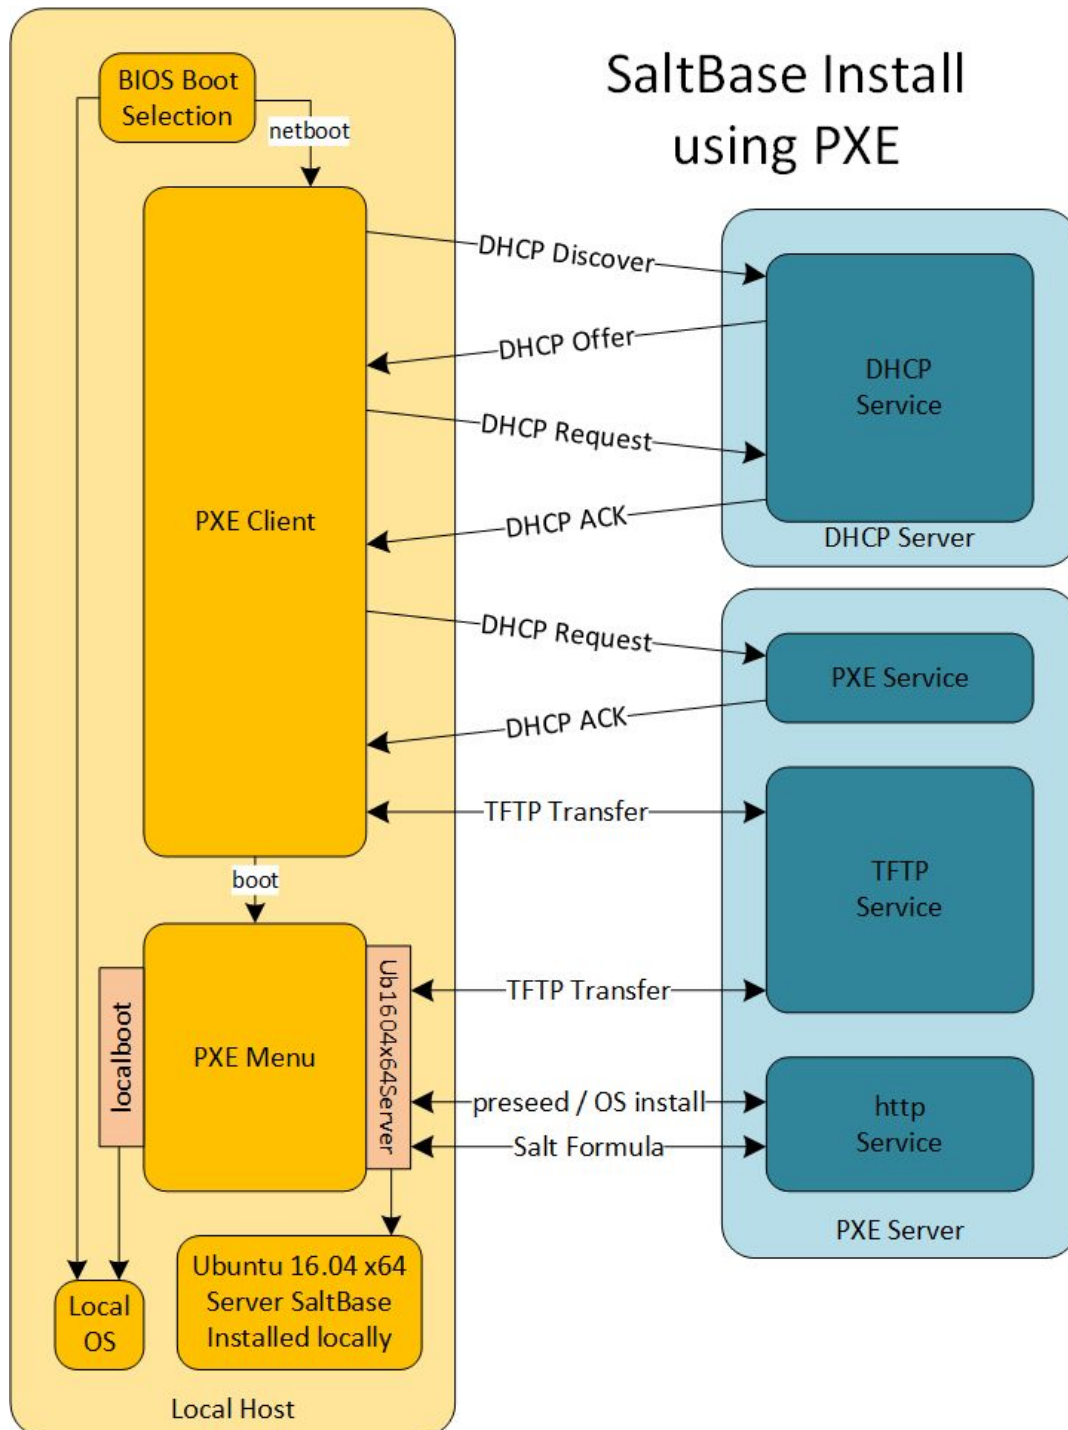 SaltBase Install
using PXE
BIOS Boot
Selection
netboot
PXE Client
DHCP Discover
DHCP Offer
DHCP Request
DHCP ACK
DHCP
Service
DHCP Server
DHCP Request
DHCP ACK
PXE Service
TFTP Transfer
TFTP
Service
boot
PXE Menu
localboot
Ub1604x64Server
TFTP Transfer
preseed / OS install
Salt Formula
http
Service
PXE Server
Local
OS
Ubuntu 16.04 x64
Server SaltBase
Installed locally
Local Host